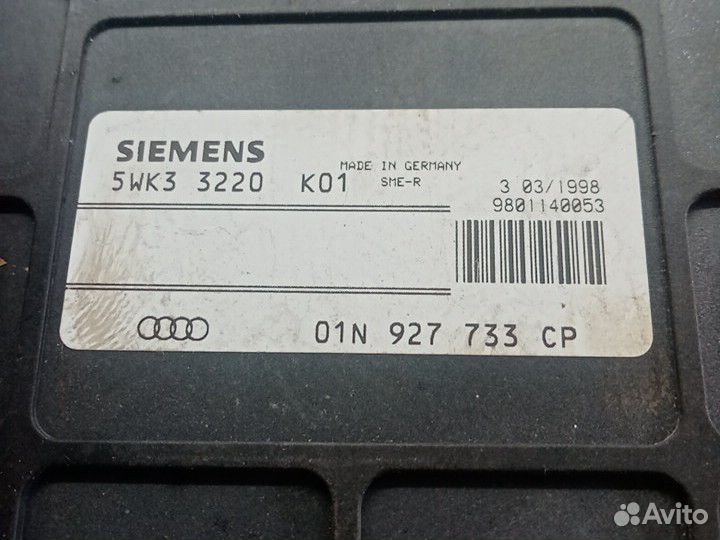 SIEMENS
MADE IN GERMANY
5WK3 3220 K01 SME-R 3 03/1998
9801140053
01N 927 733 CP
Avito